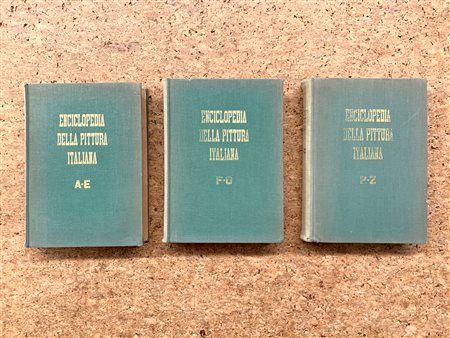 ENCICLOPEDIA
DELLA PITTURA
ITALIANA
A-E
ENCICLOPEDIA
DELLA PITTURA
ITALIANA
F-O
ENCICLOPEDIA
DELLA PITTURA
ITALIANA
P-Z